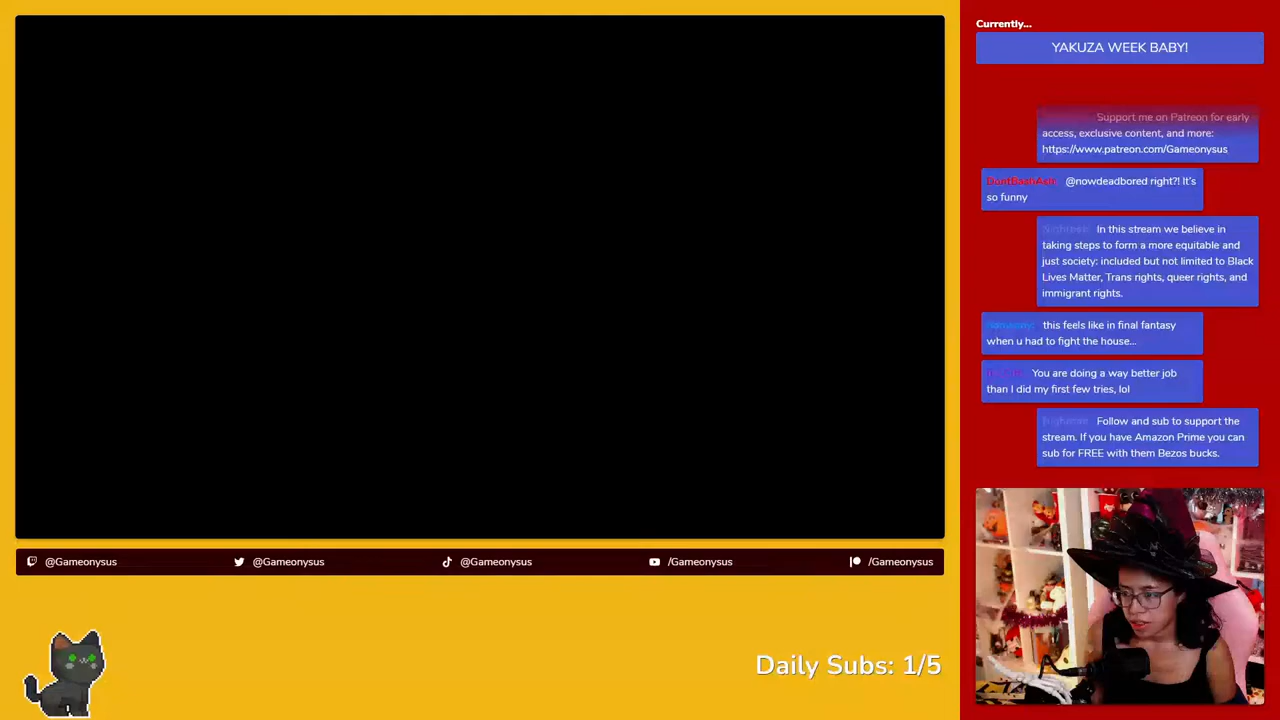 Currently...
YAKUZA WEEK BABY!
Support me on Patreon for early
access, exclusive content, and more:
https://www.patreon.com/Gameonysus
@nowdeadbored right?! It's
so funny
In this stream we believe in
taking steps to form a more equitable and
just society: included but not limited to Black
Lives Matter, Trans rights, queer rights, and
immigrant rights.
this feels like in final fantasy
when u had to fight the house...
You are doing a way better job
than I did my first few tries, lol
Follow and sub to support the
stream. If you have Amazon Prime you can
sub for FREE with them Bezos bucks.
@Gameonysus
@Gameonysus
@Gameonysus
/Gameonysus
/Gameonysus
Daily Subs: 1/5